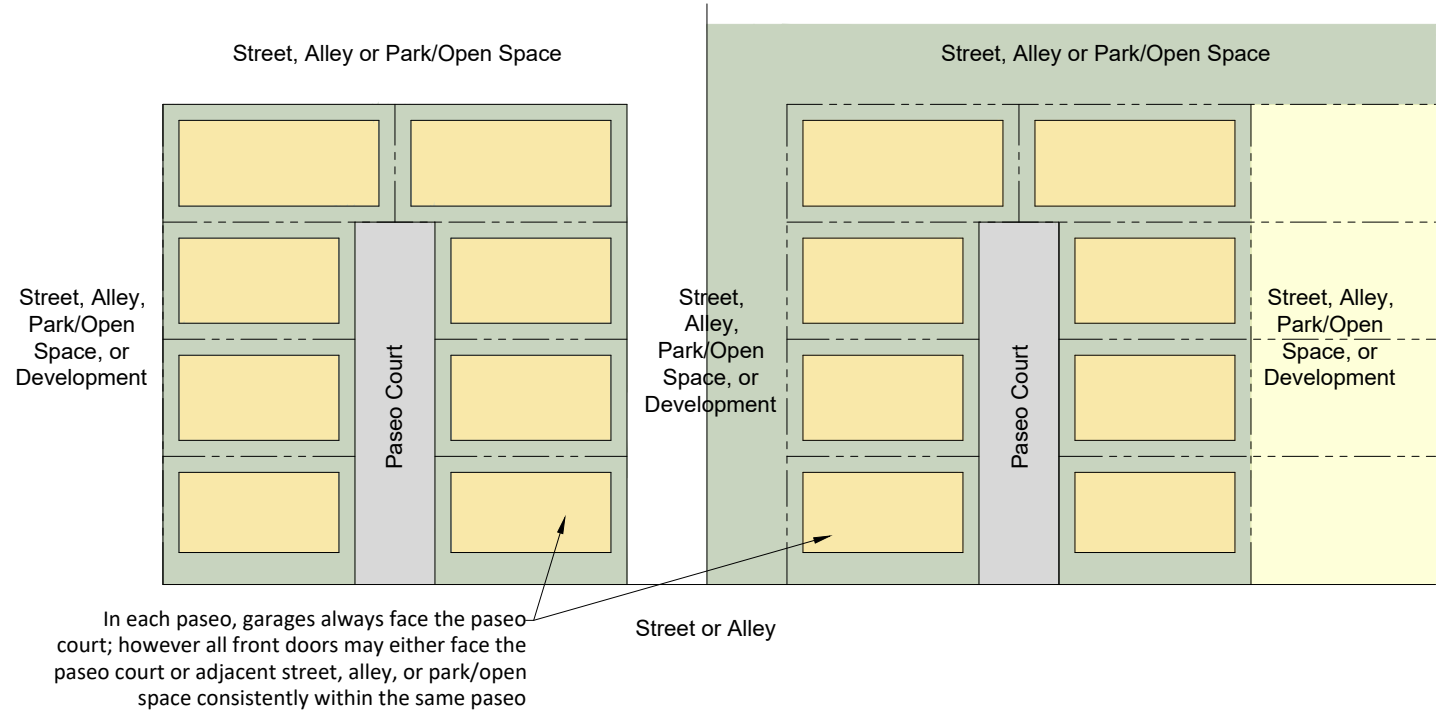 Street, Alley or Park/Open Space
Street, Alley or Park/Open Space
Street, Alley,
Park/Open
Space, or
Development
Paseo Court
Street,
Alley,
Park/Open
Space, or
Development
Paseo Court
Street, Alley,
Park/Open
Space, or
Development
In each paseo, garages always face the paseo
court; however all front doors may either face the
paseo court or adjacent street, alley, or park/open
space consistently within the same paseo
Street or Alley